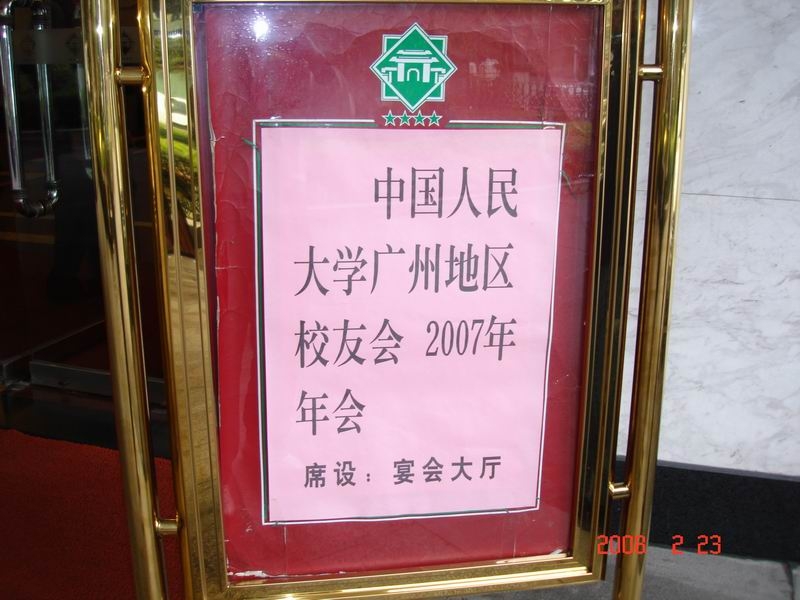 中国人民
大学广州地区
校友会 2007年
年会
席设：宴会大厅
2008 2 23